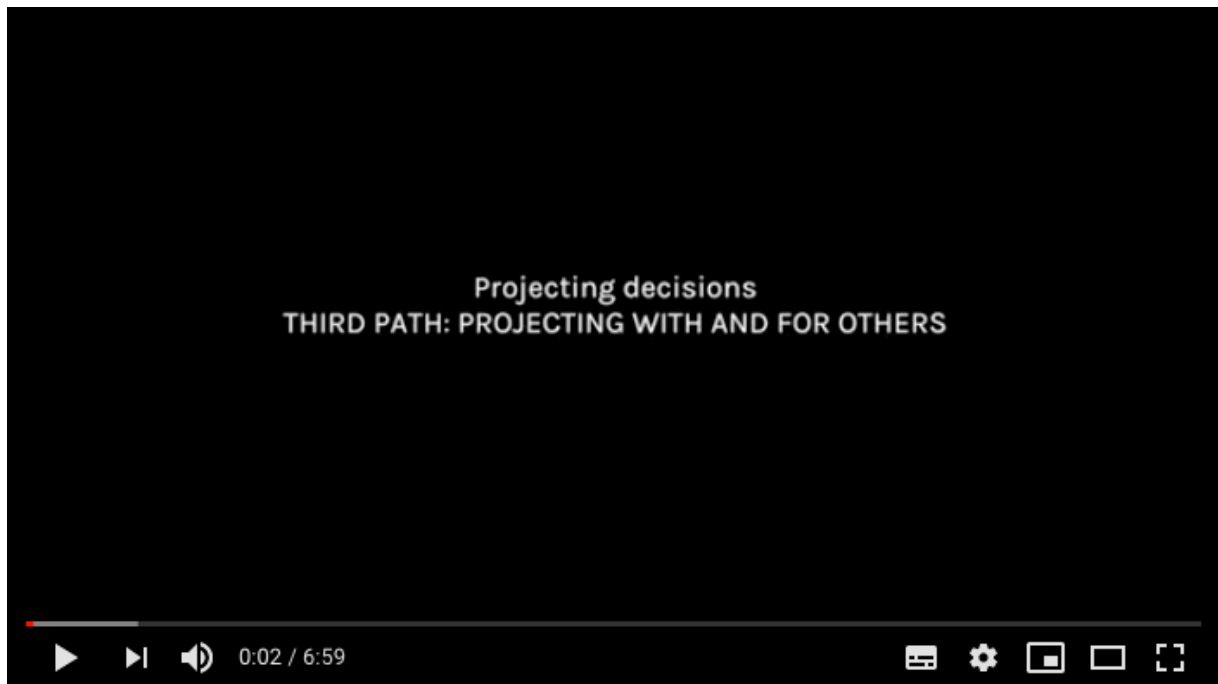 Projecting decisions
THIRD PATH: PROJECTING WITH AND FOR OTHERS
0:02 / 6:59